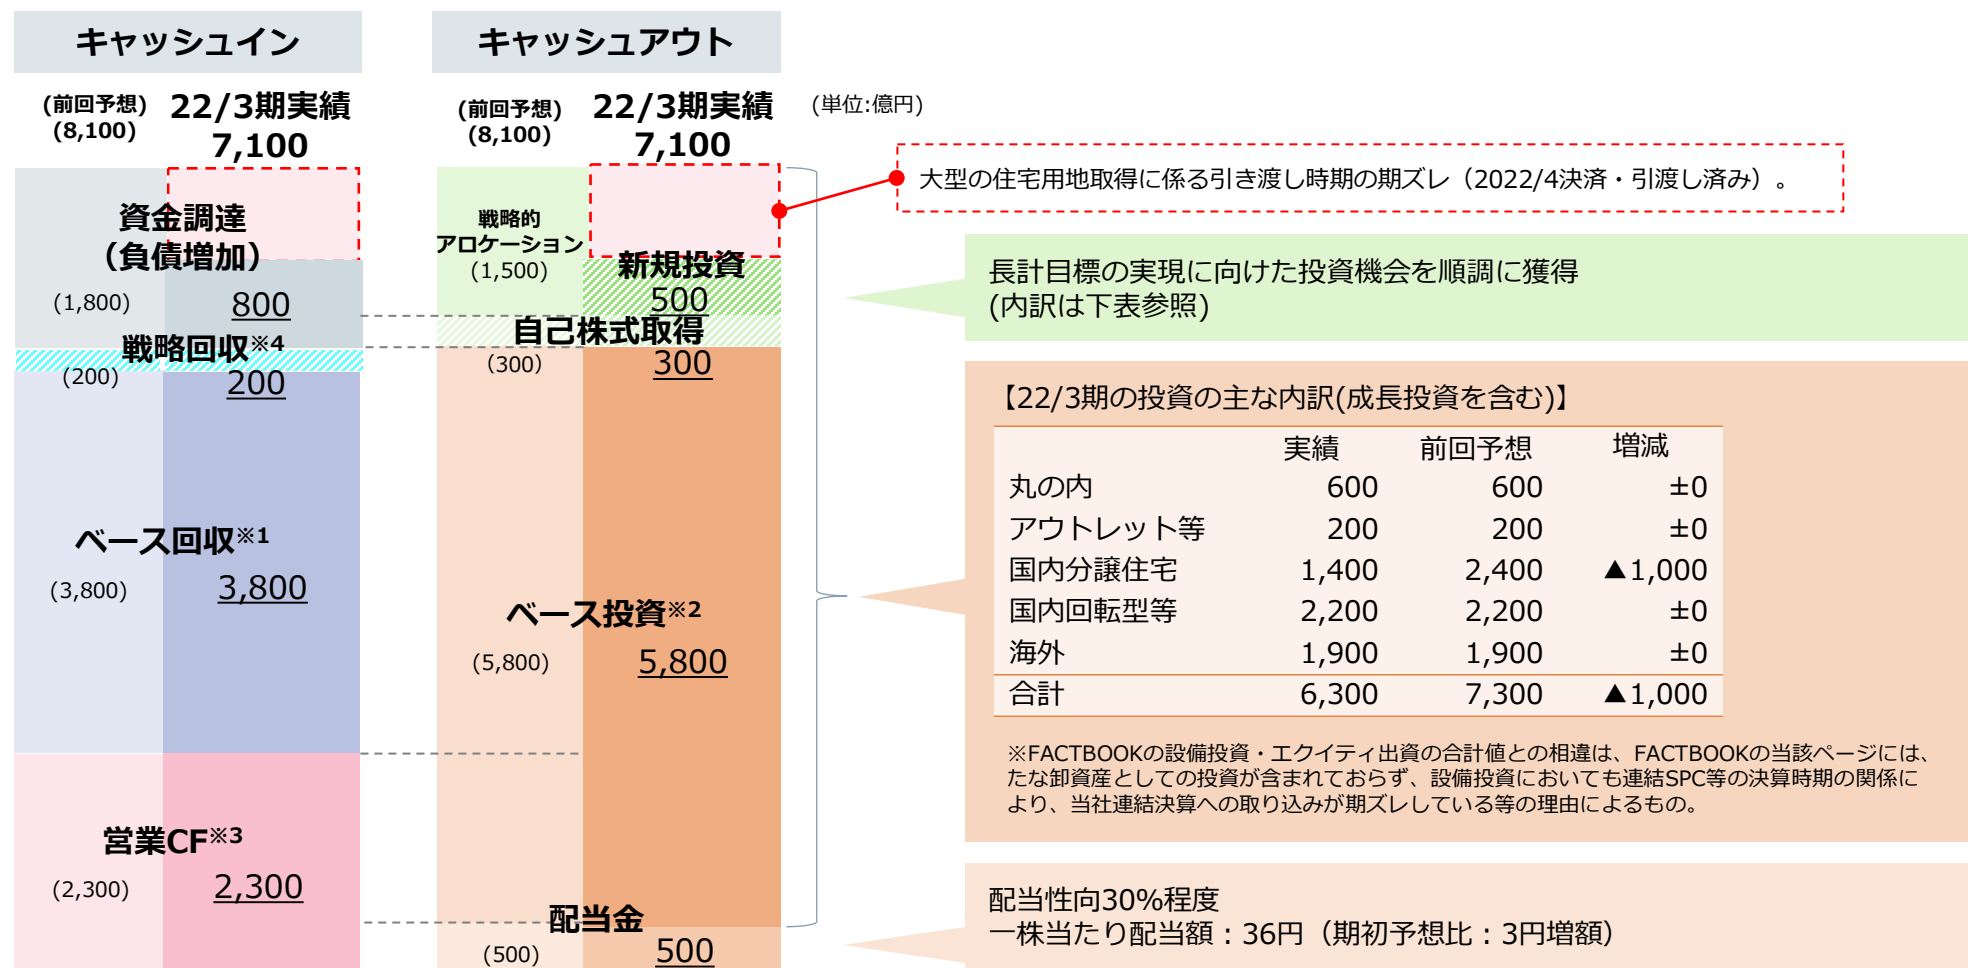 キャッシュイン
(前回予想)
(8,100)
22/3期実績
7,100
資金調達
(負債増加)
(1,800)
800
戦略回収※4
(200)
200
ベース回収※1
(3,800)
3,800
営業CF※3
(2,300)
2,300
キャッシュアウト
(前回予想)
(8,100)
22/3期実績
7,100
(単位:億円)
戦略的
アロケーション
(1,500)
新規投資
500
自己株式取得
(300)
300
ベース投資※2
(5,800)
5,800
配当金
(500)
500
大型の住宅用地取得に係る引き渡し時期の期ズレ（2022/4決済・引渡し済み）。
長計目標の実現に向けた投資機会を順調に獲得
(内訳は下表参照)
【22/3期の投資の主な内訳(成長投資を含む)】
実績 前回予想 増減
丸の内 600 600 ±0
アウトレット等 200 200 ±0
国内分譲住宅 1,400 2,400 ▲1,000
国内回転型等 2,200 2,200 ±0
海外 1,900 1,900 ±0
合計 6,300 7,300 ▲1,000
※FACTBOOKの設備投資・エクイティ出資の合計値との相違は、FACTBOOKの当該ページには、
たな卸資産としての投資が含まれておらず、設備投資においても連結SPC等の決算時期の関係に
より、当社連結決算への取り込みが期ズレしている等の理由によるもの。
配当性向30%程度
一株当たり配当額：36円（期初予想比：3円増額）